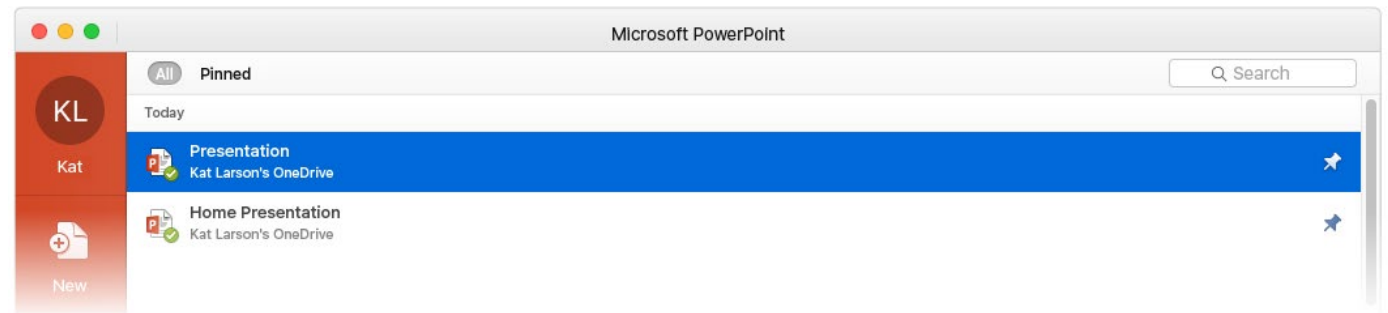 Microsoft PowerPoint
All Pinned
Search
KL
Kat
New
Today
Presentation
Kat Larson's OneDrive
Home Presentation
Kat Larson's OneDrive